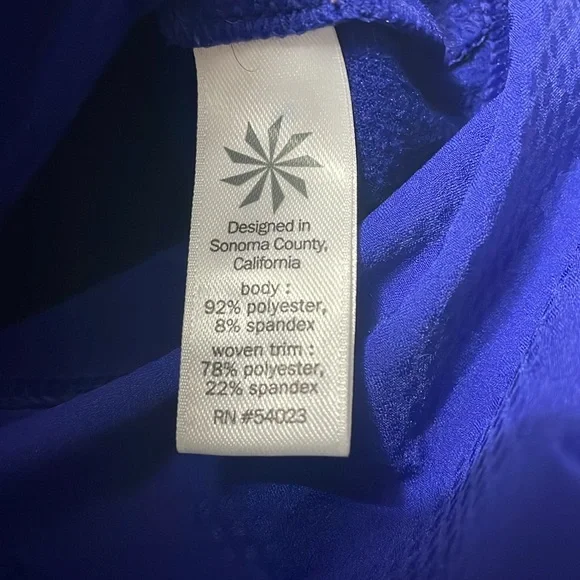 Designed in
Sonoma County,
California
body :
92% polyester,
8% spandex
woven trim :
78% polyester,
22% spandex
RN #54023